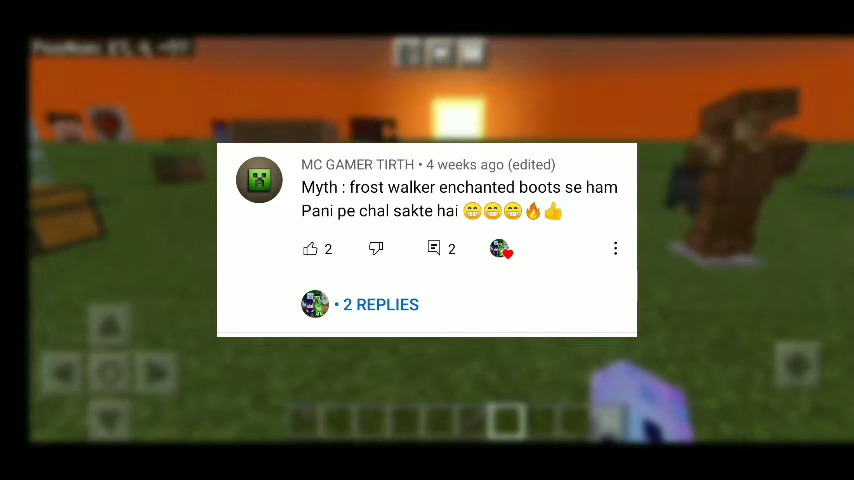 MC GAMER TIRTH • 4 weeks ago (edited)
Myth : frost walker enchanted boots se ham
Pani pe chal sakte hai 😁😁😁🔥👍
2
2
• 2 REPLIES